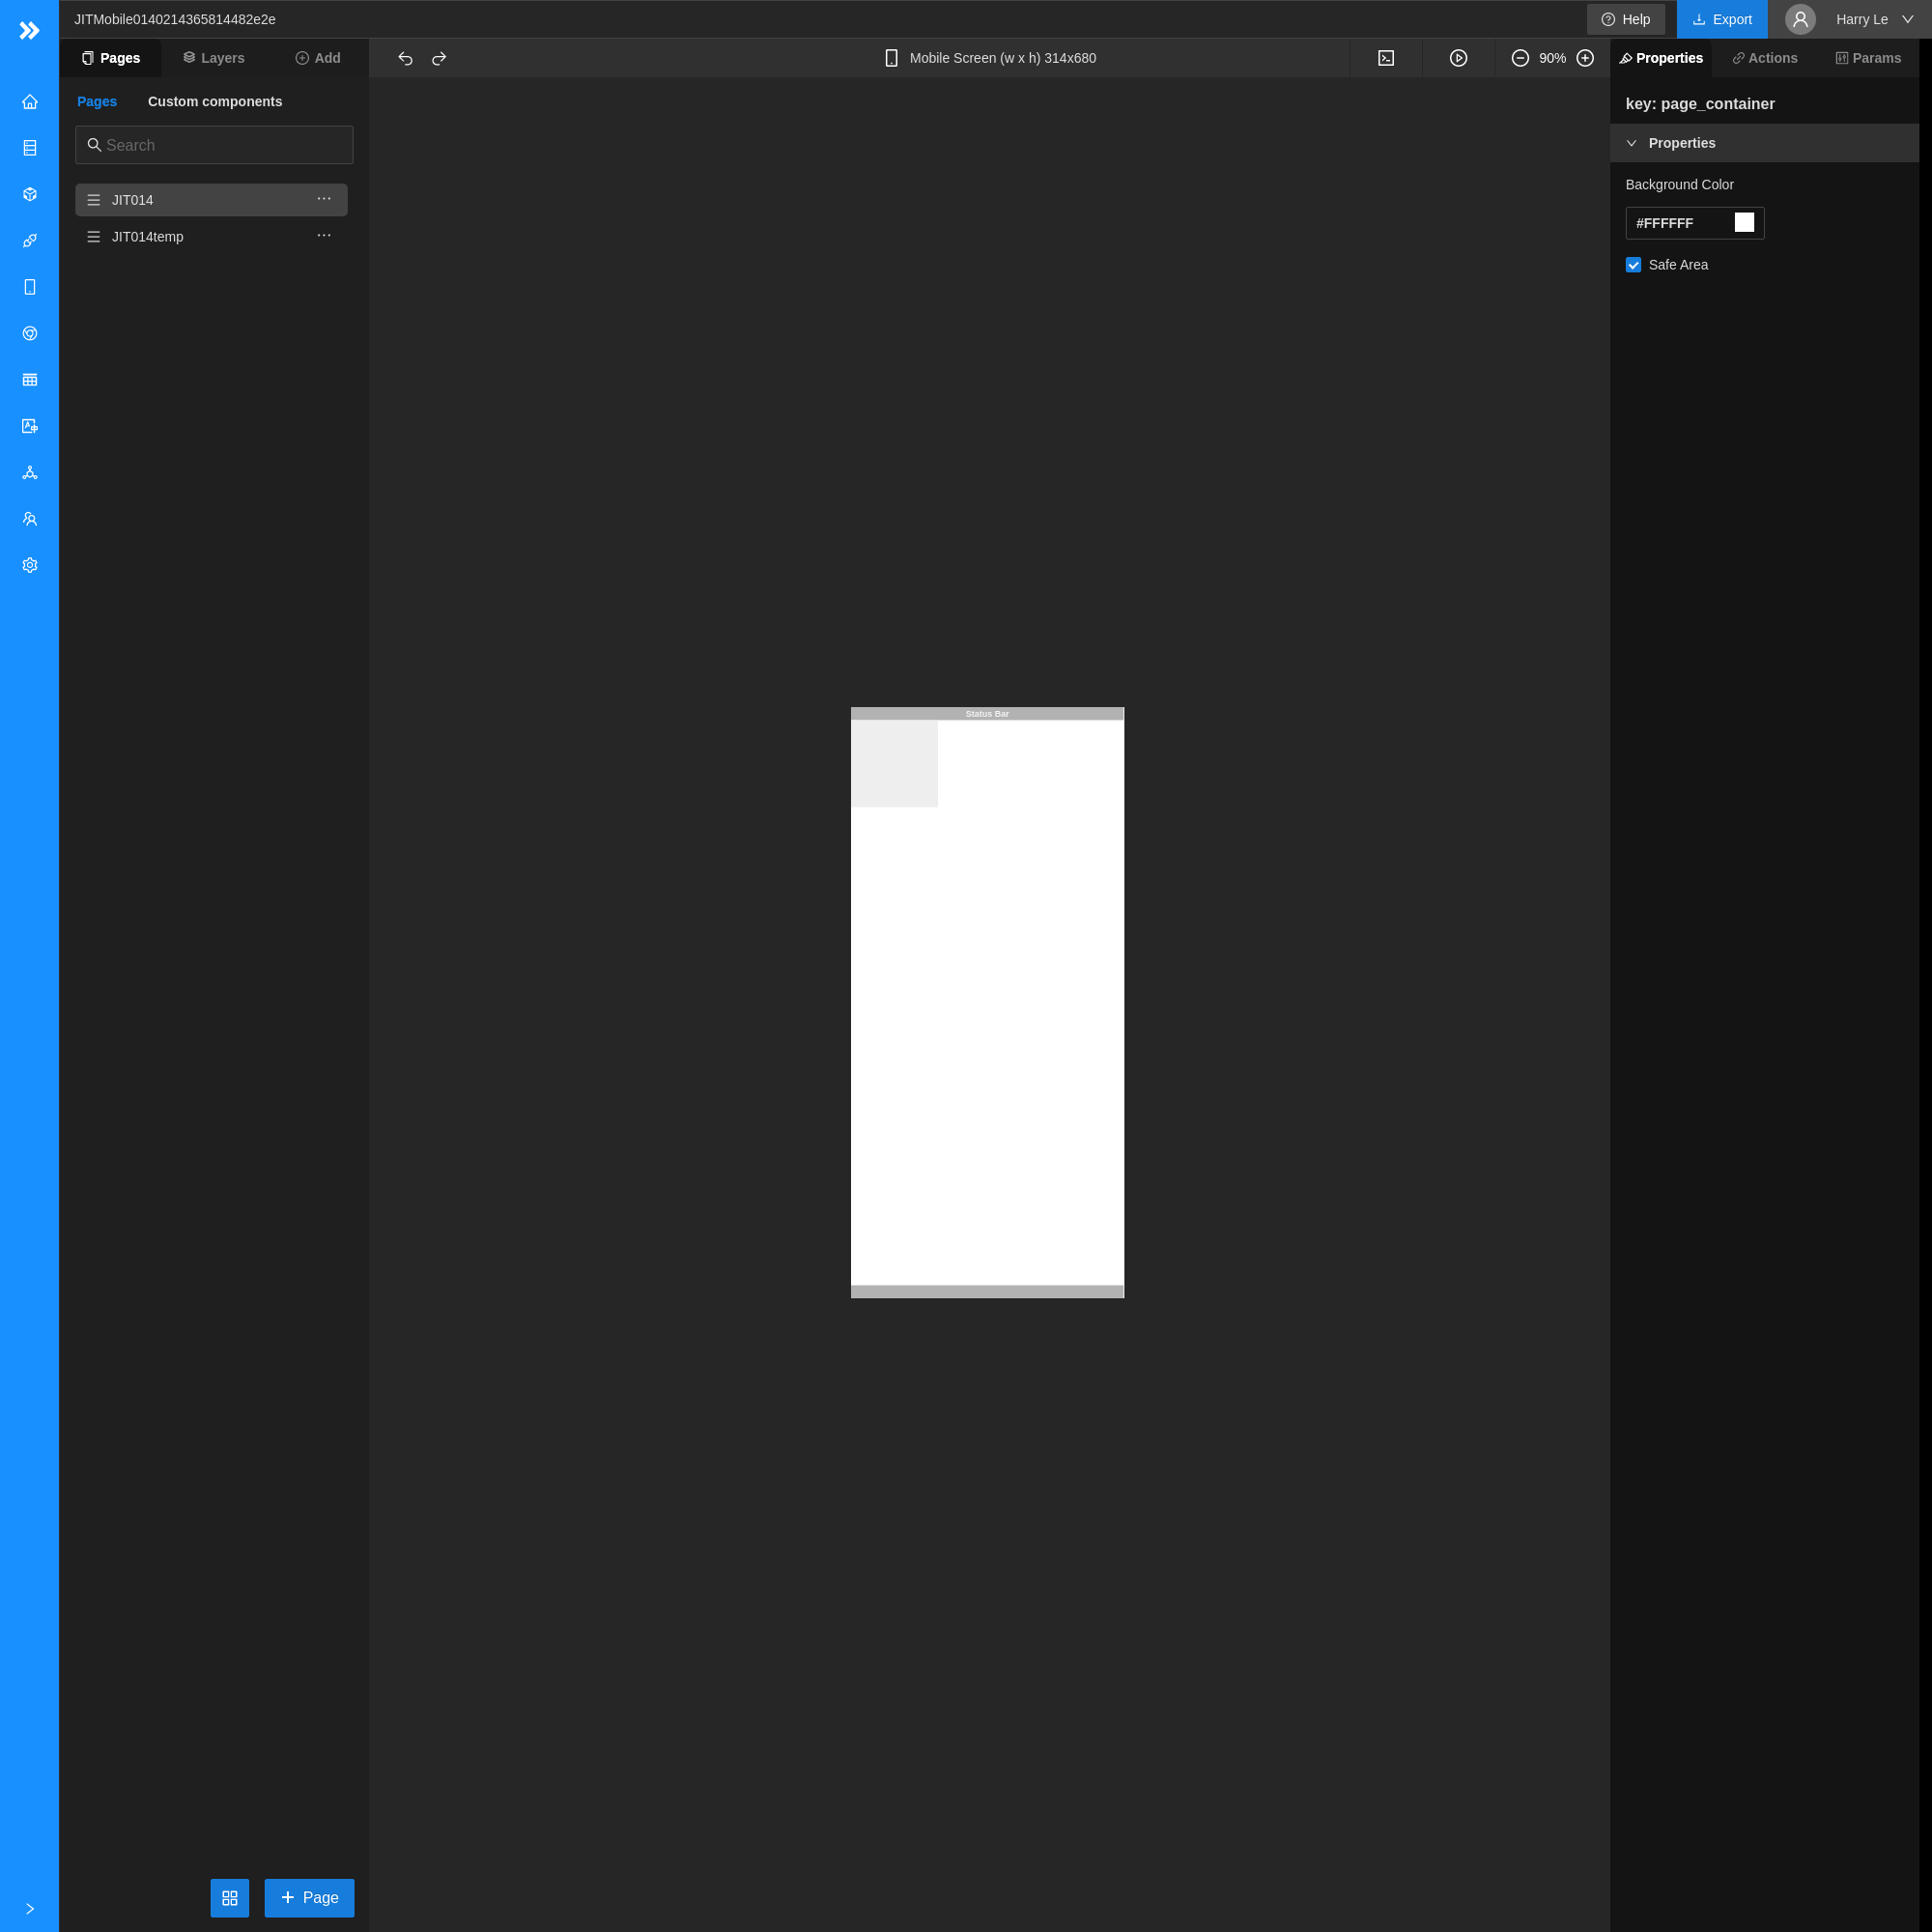 JITMobile0140214365814482e2e
Help
Export
Harry Le
Pages
Layers
Add
Mobile Screen (w x h) 314x680
90%
Properties
Actions
Params
Pages
Custom components
Search
JIT014
JIT014temp
key: page_container
Properties
Background Color
#FFFFFF
Safe Area
Status Bar
Page